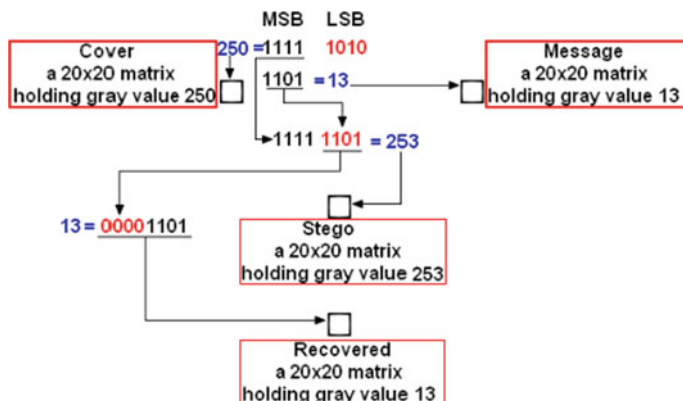 MSB LSB
Cover
a 20x20 matrix
holding gray value 250
250 = 1111 1010
1101 = 13
Message
a 20x20 matrix
holding gray value 13
1111 1101 = 253
13 = 0000 1101
Stego
a 20x20 matrix
holding gray value 253
Recovered
a 20x20 matrix
holding gray value 13